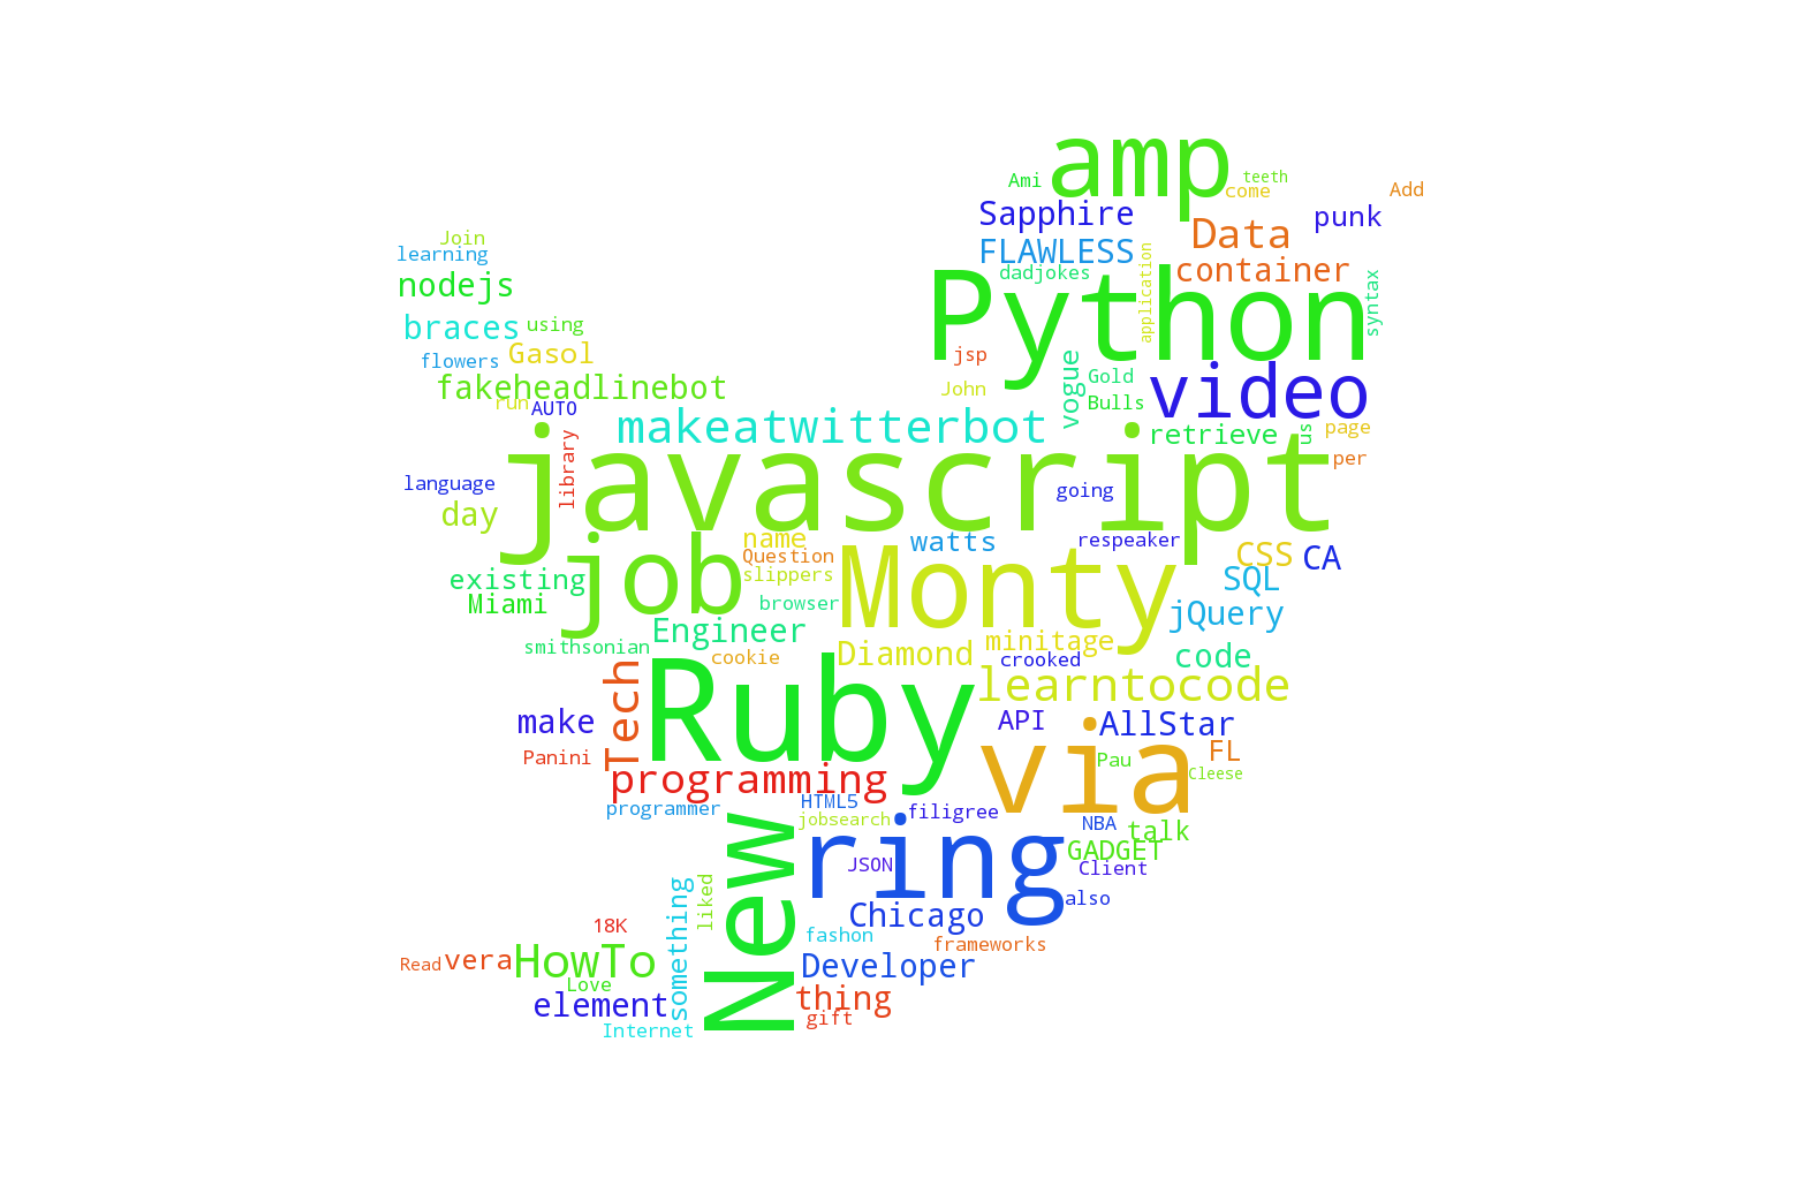 amp
Ami
teeth
come
Add
Sapphire
punk
Data
Join
learning
FLAWLESS
application
container
dadjokes
nodejs
Python
syntax
braces
using
Gasol
flowers
jsp
vogue
Gold
John
Bulls
video
fakeheadlinebot
run
AUTO
makeatwitterbot
retrieve
us
page
library
javascript
per
language
going
day
name
watts
respeaker
CSS
CA
Question
job
Monty
existing
slippers
SQL
Miami
browser
jQuery
Engineer
smithsonian
cookie
Diamond
minitage
crooked
code
learntocode
Tech
Ruby
make
API
AllStar
via
FL
Panini
Pau
Cleese
programming
programmer
HTML5
filigree
jobsearch
NBA
talk
New
ring
GADGET
JSON
Client
also
liked
something
Chicago
18K
fashon
frameworks
Read
vera
HowTo
Developer
Love
element
thing
gift
Internet